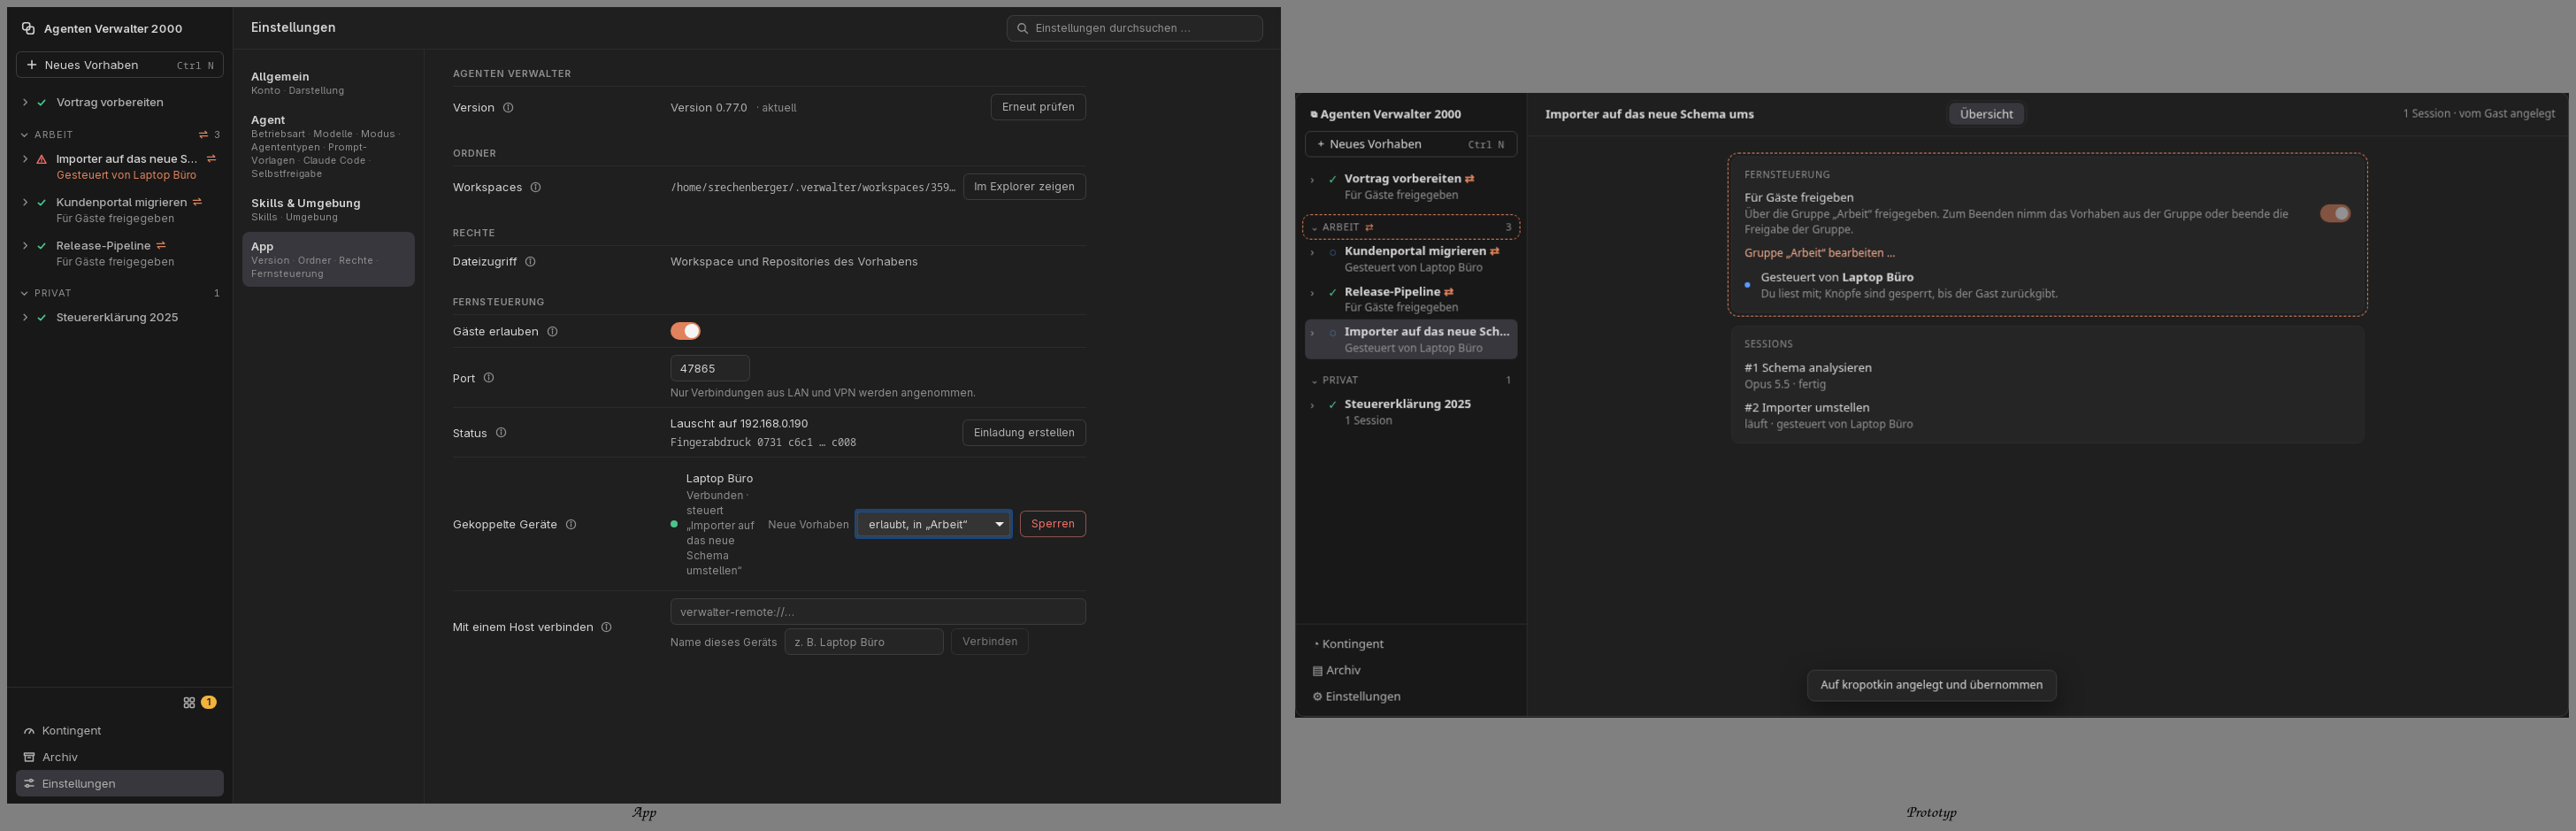 Agenten Verwalter 2000
Neues Vorhaben Ctrl N
Vortrag vorbereiten
ARBEIT 3
Importer auf das neue S...
Gesteuert von Laptop Büro
Kundenportal migrieren
Für Gäste freigegeben
Release-Pipeline
Für Gäste freigegeben
PRIVAT 1
Steuererklärung 2025
1
Kontingent
Archiv
Einstellungen
Einstellungen
Einstellungen durchsuchen ...
Allgemein
Konto · Darstellung
Agent
Betriebsart · Modelle · Modus ·
Agententypen · Prompt-
Vorlagen · Claude Code ·
Selbstfreigabe
Skills & Umgebung
Skills · Umgebung
App
Version · Ordner · Rechte ·
Fernsteuerung
AGENTEN VERWALTER
Version Version 0.77.0 · aktuell Erneut prüfen
ORDNER
Workspaces /home/srechenberger/.verwalter/workspaces/359... Im Explorer zeigen
RECHTE
Dateizugriff Workspace und Repositories des Vorhabens
FERNSTEUERUNG
Gäste erlauben
Port 47865
Nur Verbindungen aus LAN und VPN werden angenommen.
Status Lauscht auf 192.168.0.190 Einladung erstellen
Fingerabdruck 0731 c6c1 … c008
Gekoppelte Geräte
Laptop Büro
Verbunden ·
steuert
„Importer auf
das neue
Schema
umstellen“
Neue Vorhaben erlaubt, in „Arbeit“ Sperren
Mit einem Host verbinden verwalter-remote://...
Name dieses Geräts z. B. Laptop Büro Verbinden
App
Agenten Verwalter 2000
+ Neues Vorhaben Ctrl N
Vortrag vorbereiten ⇄
Für Gäste freigegeben
ARBEIT ⇄ 3
Kundenportal migrieren ⇄
Gesteuert von Laptop Büro
Release-Pipeline ⇄
Für Gäste freigegeben
Importer auf das neue Sch...
Gesteuert von Laptop Büro
PRIVAT 1
Steuererklärung 2025
1 Session
Kontingent
Archiv
Einstellungen
Importer auf das neue Schema ums Übersicht 1 Session · vom Gast angelegt
FERNSTEUERUNG
Für Gäste freigeben
Über die Gruppe „Arbeit“ freigegeben. Zum Beenden nimm das Vorhaben aus der Gruppe oder beende die
Freigabe der Gruppe.
Gruppe „Arbeit“ bearbeiten ...
Gesteuert von Laptop Büro
Du liest mit; Knöpfe sind gesperrt, bis der Gast zurückgibt.
SESSIONS
#1 Schema analysieren
Opus 5.5 · fertig
#2 Importer umstellen
läuft · gesteuert von Laptop Büro
Auf kropotkin angelegt und übernommen
Prototyp